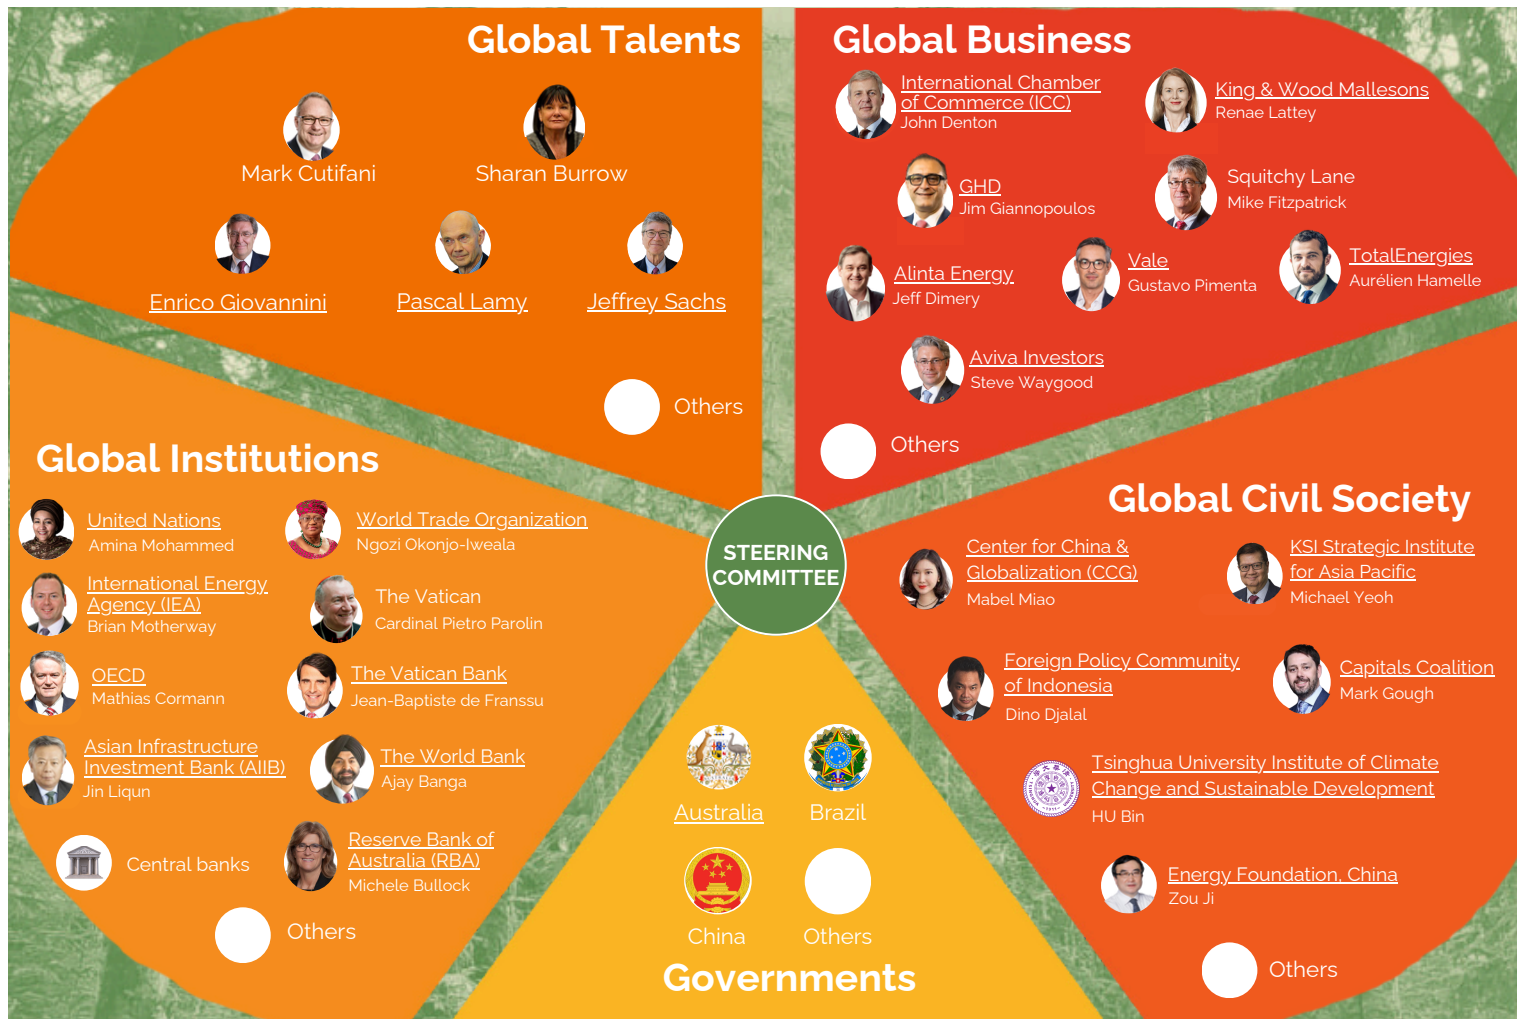 Global Talents
Mark Cutifani
Sharan Burrow
Enrico Giovannini
Pascal Lamy
Jeffrey Sachs
Others
Global Business
International Chamber
of Commerce (ICC)
John Denton
King & Wood Mallesons
Renae Lattey
GHD
Jim Giannopoulos
Squitchy Lane
Mike Fitzpatrick
Alinta Energy
Jeff Dimery
Vale
Gustavo Pimenta
TotalEnergies
Aurélien Hamelle
Aviva Investors
Steve Waygood
Others
Global Institutions
United Nations
Amina Mohammed
World Trade Organization
Ngozi Okonjo-Iweala
International Energy
Agency (IEA)
Brian Motherway
The Vatican
Cardinal Pietro Parolin
OECD
Mathias Cormann
The Vatican Bank
Jean-Baptiste de Franssu
Asian Infrastructure
Investment Bank (AIIB)
Jin Liqun
The World Bank
Ajay Banga
Central banks
Reserve Bank of
Australia (RBA)
Michele Bullock
Others
STEERING
COMMITTEE
Global Civil Society
Center for China &
Globalization (CCG)
Mabel Miao
KSI Strategic Institute
for Asia Pacific
Michael Yeoh
Foreign Policy Community
of Indonesia
Dino Djalal
Capitals Coalition
Mark Gough
Tsinghua University Institute of Climate
Change and Sustainable Development
HU Bin
Energy Foundation, China
Zou Ji
Others
Australia
Brazil
China
Others
Governments